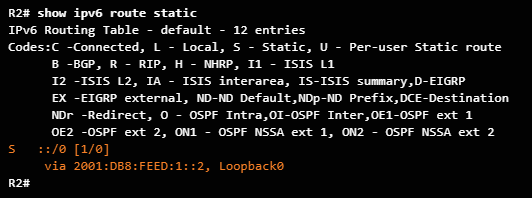 R2# show ipv6 route static
IPv6 Routing Table - default - 12 entries
Codes:C -Connected, L - Local, S - Static, U - Per-user Static route
B -BGP, R - RIP, H - NHRP, I1 - ISIS L1
I2 -ISIS L2, IA - ISIS interarea, IS-ISIS summary,D-EIGRP
EX -EIGRP external, ND-ND Default,NDp-ND Prefix,DCE-Destination
NDr -Redirect, O - OSPF Intra,OI-OSPF Inter,OE1-OSPF ext 1
OE2 -OSPF ext 2, ON1 - OSPF NSSA ext 1, ON2 - OSPF NSSA ext 2
S ::/0 [1/0]
via 2001:DB8:FEED:1::2, Loopback0
R2#